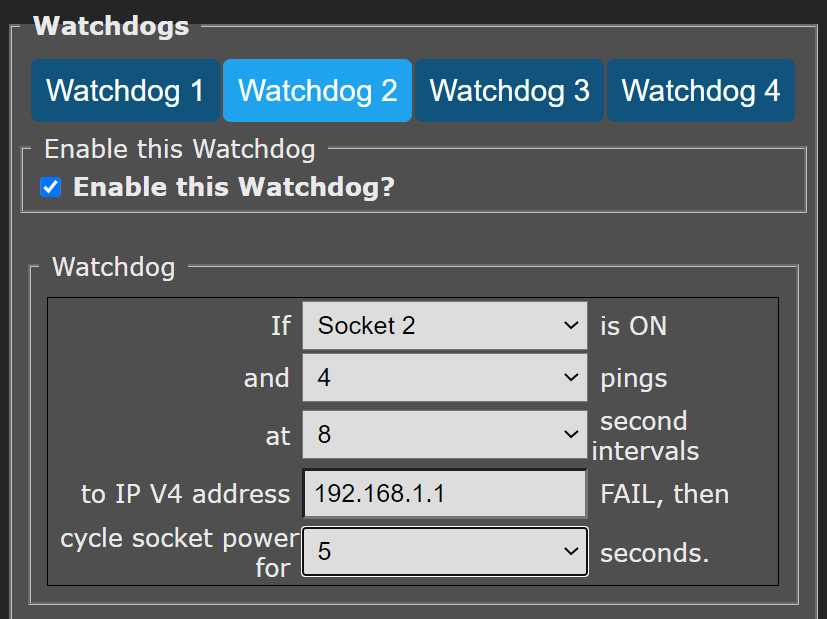 Watchdogs
Watchdog 1 Watchdog 2 Watchdog 3 Watchdog 4
Enable this Watchdog
Enable this Watchdog?
Watchdog
If Socket 2 is ON
and 4 pings
at 8 second intervals
to IP V4 address 192.168.1.1 FAIL, then
cycle socket power for 5 seconds.